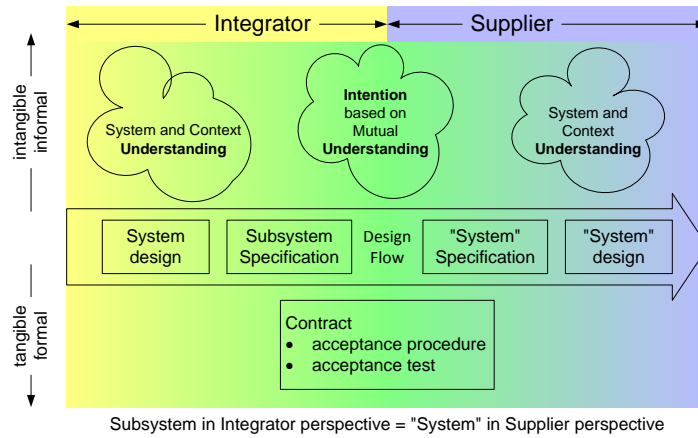 Integrator
Supplier
intangible
informal
System and Context
Understanding
Intention
based on
Mutual
Understanding
System and
Context
Understanding
System
design
Subsystem
Specification
Design
Flow
"System"
Specification
"System"
design
tangible
formal
Contract
• acceptance procedure
• acceptance test
Subsystem in Integrator perspective = "System" in Supplier perspective